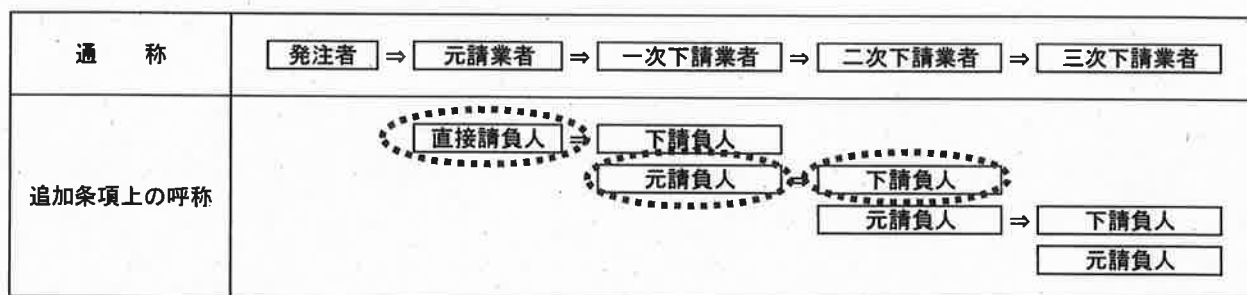 通　称　発注者 ⇒ 元請業者 ⇒ 一次下請業者 ⇒ 二次下請業者 ⇒ 三次下請業者
直接請負人 ⇒ 下請負人
追加条項上の呼称　元請負人 ⇒ 下請負人
元請負人 ⇒ 下請負人
元請負人